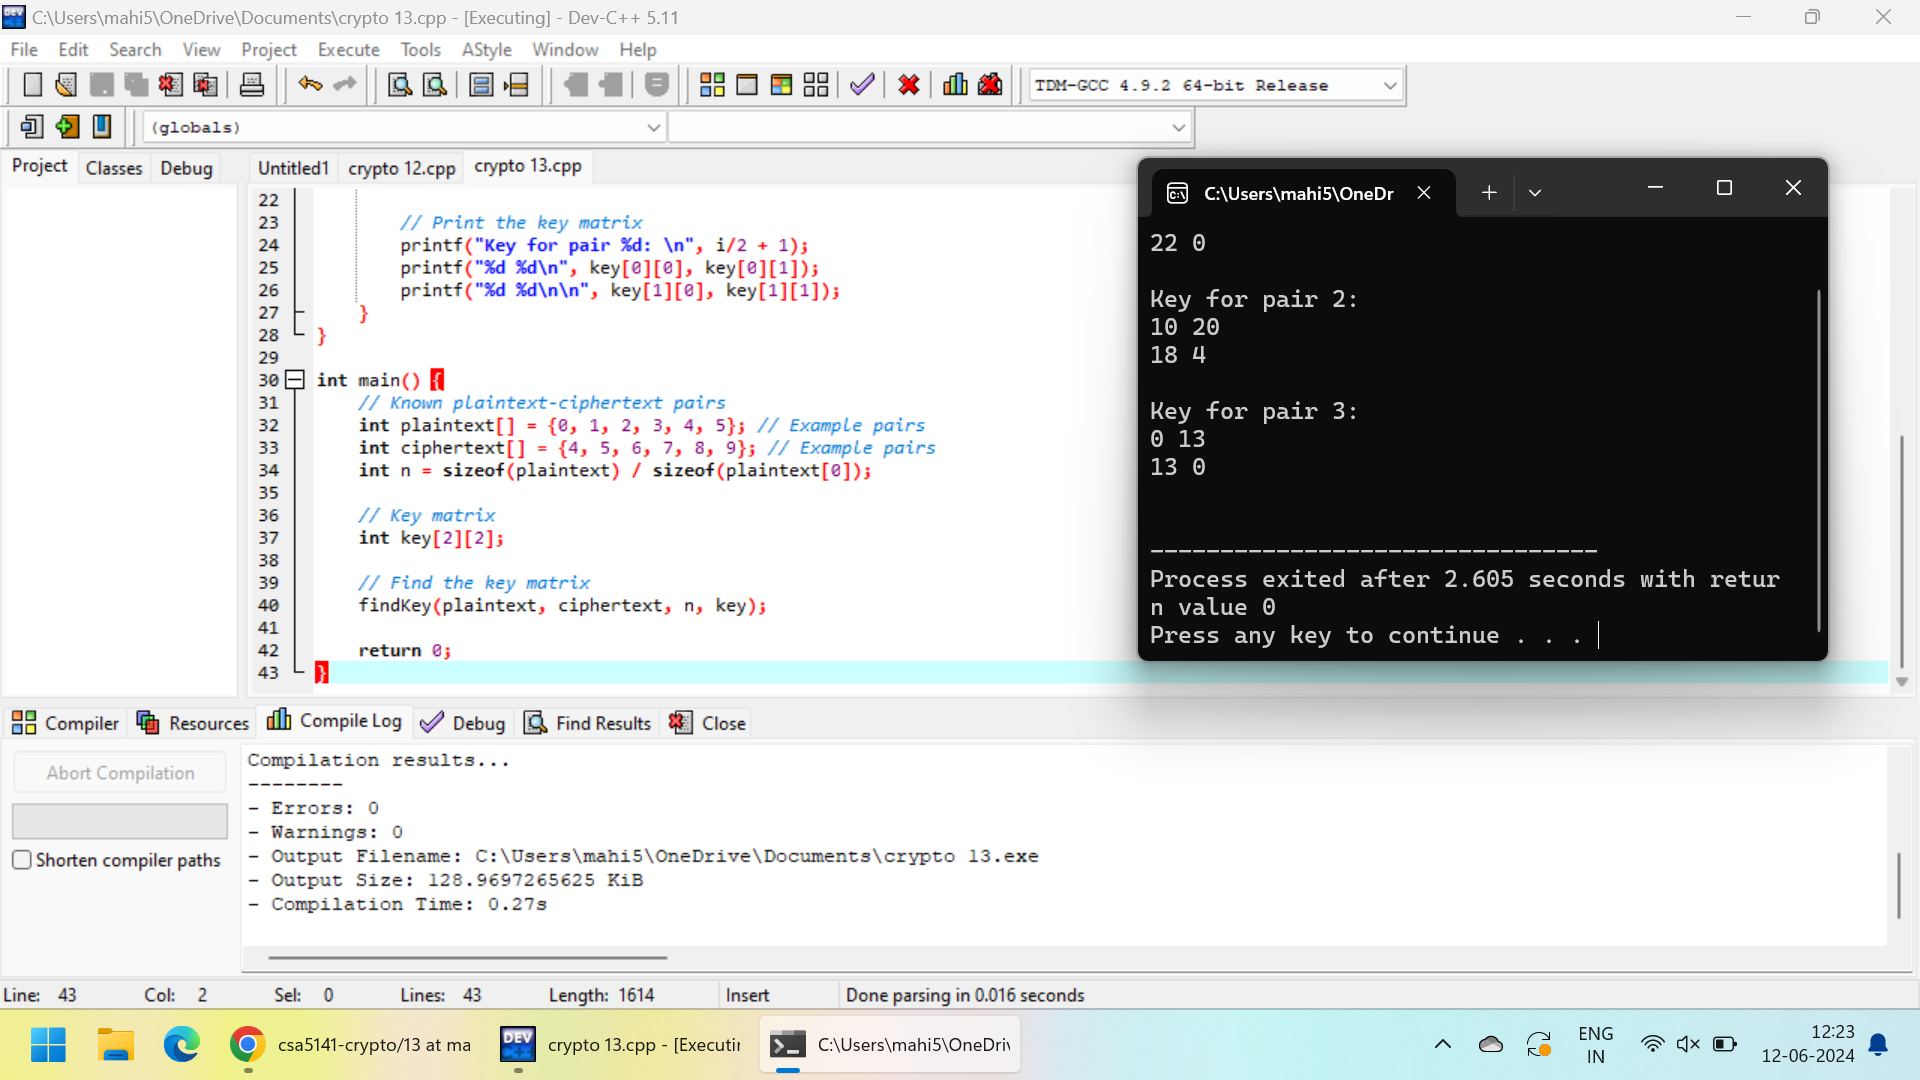 C:\Users\mahi5\OneDrive\Documents\crypto 13.cpp - [Executing] - Dev-C++ 5.11
File Edit Search View Project Execute Tools AStyle Window Help
TDM-GCC 4.9.2 64-bit Release
(globals)
Project Classes Debug
Untitled1 crypto 12.cpp crypto 13.cpp
22
23 // Print the key matrix
24 printf("Key for pair %d: \n", i/2 + 1);
25 printf("%d %d\n", key[0][0], key[0][1]);
26 printf("%d %d\n\n", key[1][0], key[1][1]);
27 }
28 }
29
30 int main() {
31 // Known plaintext-ciphertext pairs
32 int plaintext[] = {0, 1, 2, 3, 4, 5}; // Example pairs
33 int ciphertext[] = {4, 5, 6, 7, 8, 9}; // Example pairs
34 int n = sizeof(plaintext) / sizeof(plaintext[0]);
35
36 // Key matrix
37 int key[2][2];
38
39 // Find the key matrix
40 findKey(plaintext, ciphertext, n, key);
41
42 return 0;
43 }
C:\Users\mahi5\OneDr
22 0
Key for pair 2:
10 20
18 4
Key for pair 3:
0 13
13 0
--------------------------------
Process exited after 2.605 seconds with retur
n value 0
Press any key to continue . . .
Compiler Resources Compile Log Debug Find Results Close
Abort Compilation
Shorten compiler paths
Compilation results...
--------
- Errors: 0
- Warnings: 0
- Output Filename: C:\Users\mahi5\OneDrive\Documents\crypto 13.exe
- Output Size: 128.9697265625 KiB
- Compilation Time: 0.27s
Line: 43 Col: 2 Sel: 0 Lines: 43 Length: 1614 Insert Done parsing in 0.016 seconds
csa5141-crypto/13 at ma
DEV
crypto 13.cpp - [Executin
C:\Users\mahi5\OneDriv
ENG
IN
12:23
12-06-2024